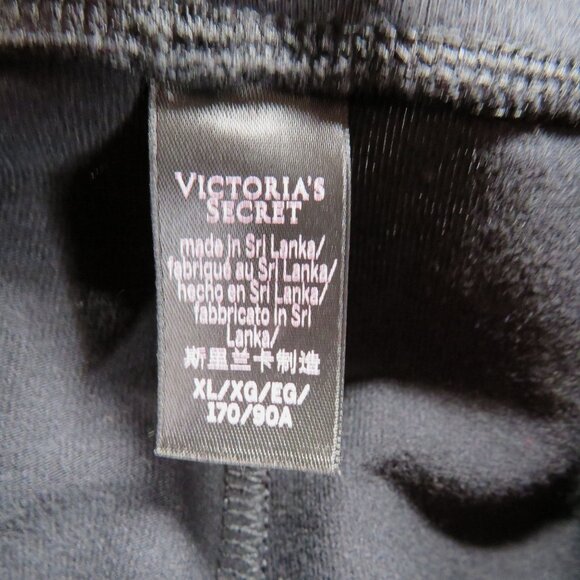 VICTORIA'S
SECRET
made in Sri Lanka/
fabriqué au Sri Lanka/
hecho en Sri Lanka/
fabbricato in Sri
Lanka/
斯里兰卡制造
XL/XG/EG/
170/90A